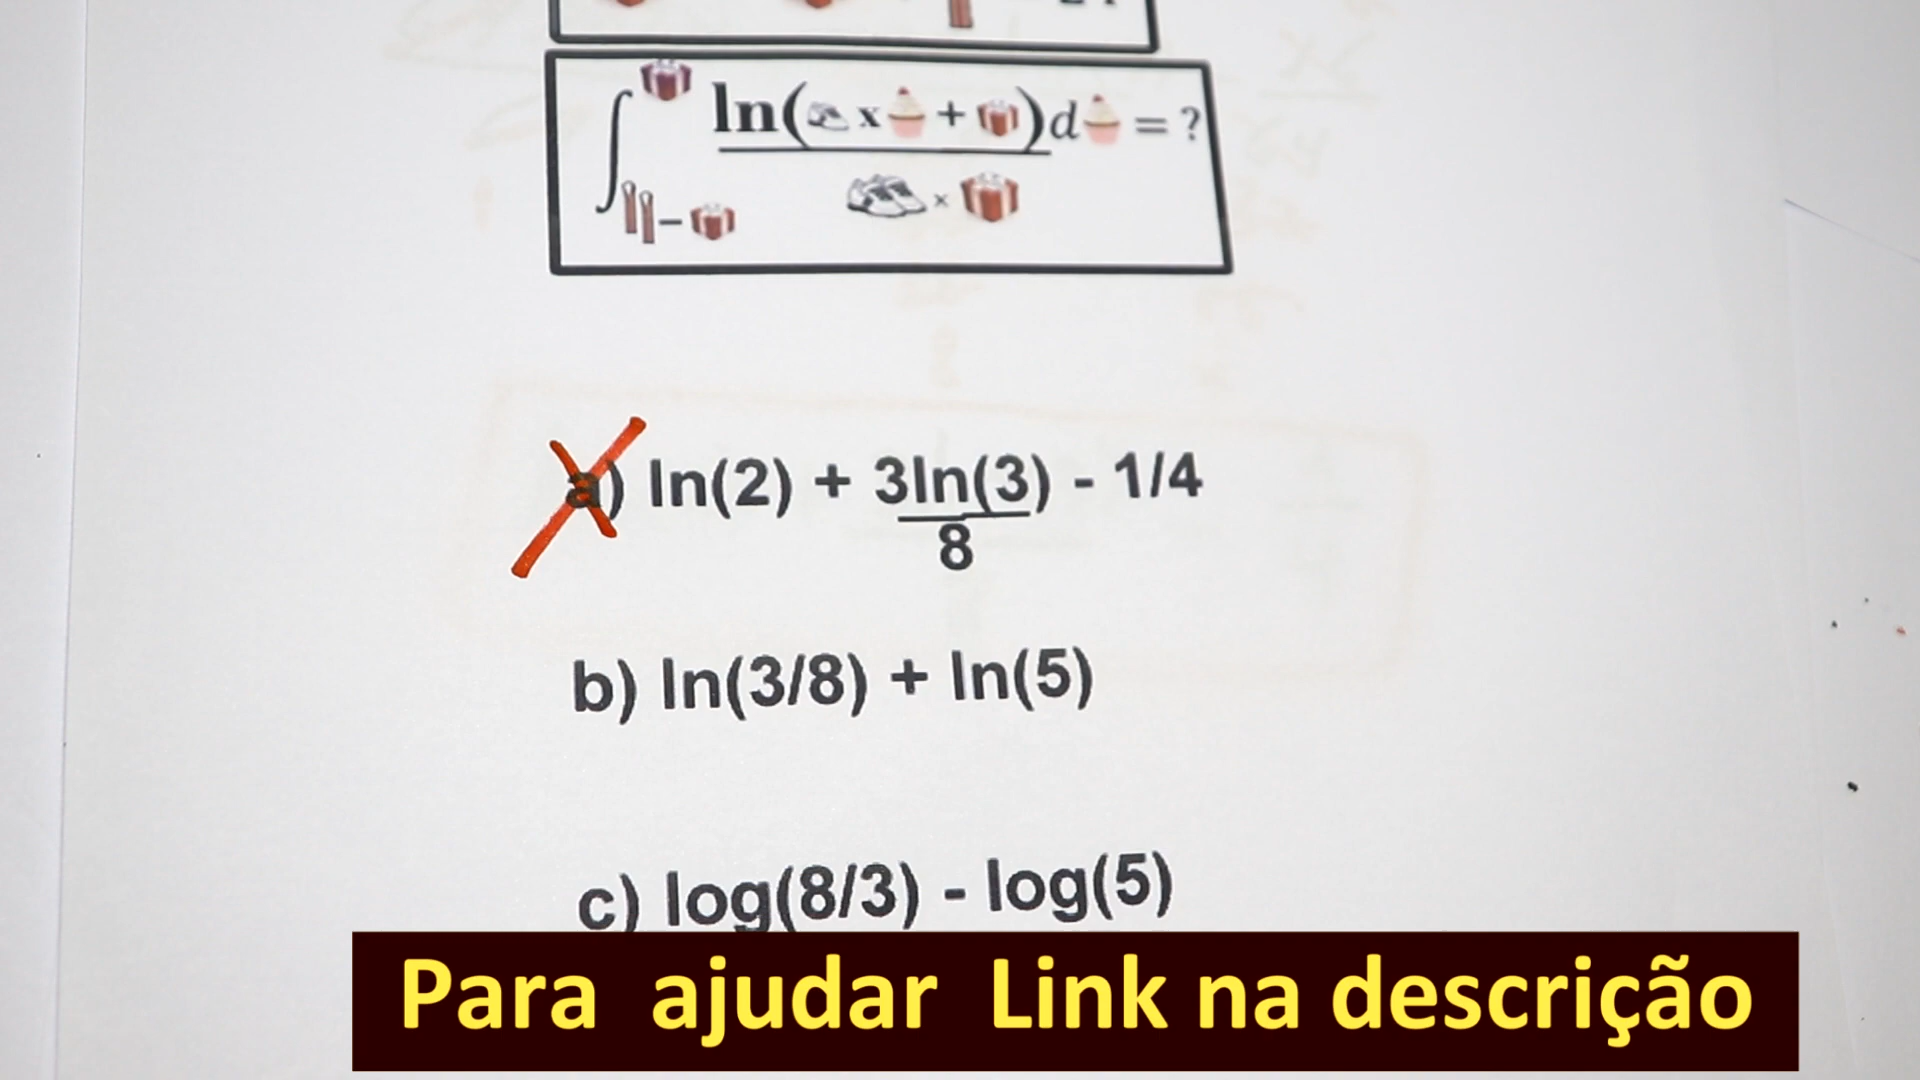 ln( x + )d = ?
- ×
a) ln(2) + 3ln(3) - 1/4
8
b) ln(3/8) + ln(5)
c) log(8/3) - log(5)
Para ajudar Link na descrição